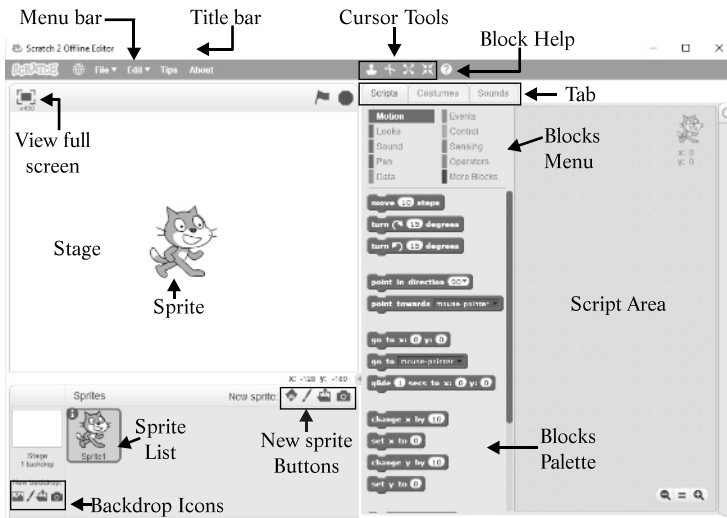 Menu bar
Title bar
Cursor Tools
Block Help
Scratch 2 Offline Editor
SCRATCH
File Edit Tips About
Scripts Costumes Sounds
Tab
v460
View full
screen
Motion
Looks
Sound
Pen
Data
Events
Control
Sensing
Operators
More Blocks
Blocks
Menu
x: 0
y: 0
Stage
Sprite
move 10 steps
turn 15 degrees
turn 15 degrees
point in direction 90
point towards mouse-pointer
go to x: 0 y: 0
go to mouse-pointer
glide 1 secs to x: 0 y: 0
change x by 10
set x to 0
change y by 10
set y to 0
Script Area
Blocks
Palette
x: -128 y: -180
Sprites
New sprite:
Stage
1 backdrop
New backdrop:
Sprite1
Sprite
List
New sprite
Buttons
Backdrop Icons